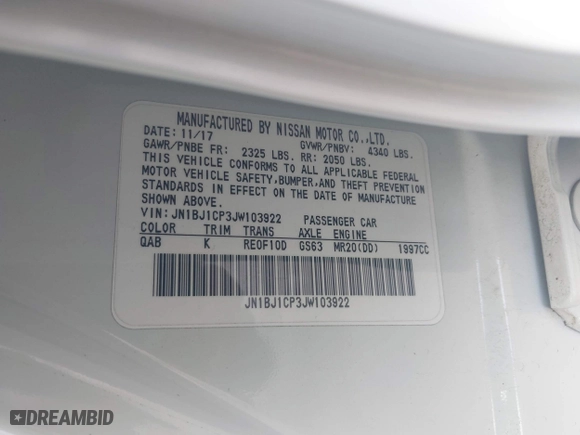 MANUFACTURED BY NISSAN MOTOR CO.,LTD.
DATE: 11/17 GVWR/PNBV: 4340 LBS.
GAWR/PNBE FR: 2325 LBS. RR: 2050 LBS.
THIS VEHICLE CONFORMS TO ALL APPLICABLE FEDERAL
MOTOR VEHICLE SAFETY,BUMPER,AND THEFT PREVENTION
STANDARDS IN EFFECT ON THE DATE OF MANUFACTURE
SHOWN ABOVE.
VIN: JN1BJ1CP3JW103922 PASSENGER CAR
COLOR TRIM TRANS AXLE ENGINE
QAB K RE0F10D GS63 MR20(DD) 1997CC
JN1BJ1CP3JW103922
DREAMBID